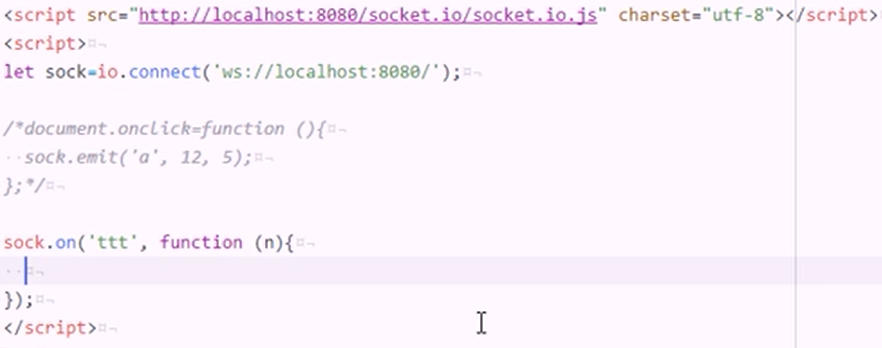 <script src="http://localhost:8080/socket.io/socket.io.js" charset="utf-8"></script>
<script>
let sock=io.connect('ws://localhost:8080/');
/*document.onclick=function (){
  sock.emit('a', 12, 5);
};*/
sock.on('ttt', function (n){
});
</script>